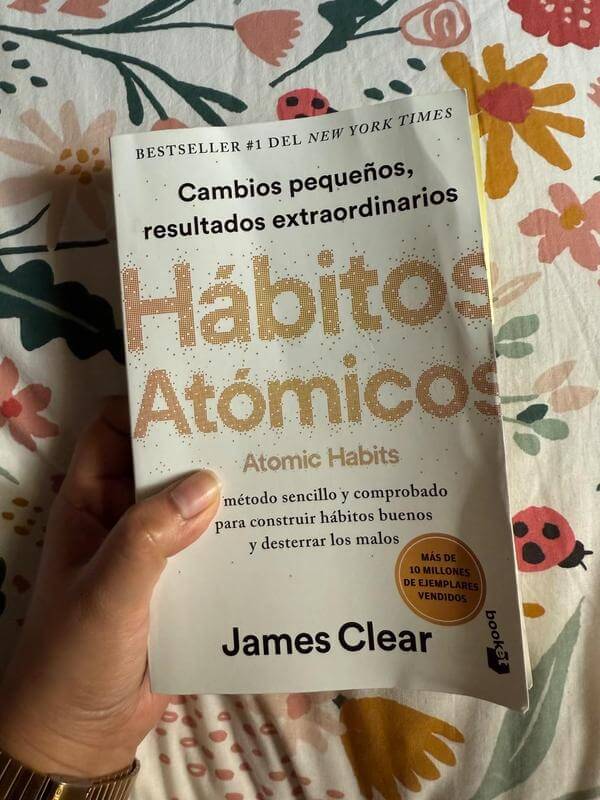 BESTSELLER #1 DEL NEW YORK TIMES
Cambios pequeños,
resultados extraordinarios
Hábitos
Atómicos
Atomic Habits
método sencillo y comprobado
para construir hábitos buenos
y desterrar los malos
MÁS DE
10 MILLONES
DE EJEMPLARES
VENDIDOS
James Clear
booket